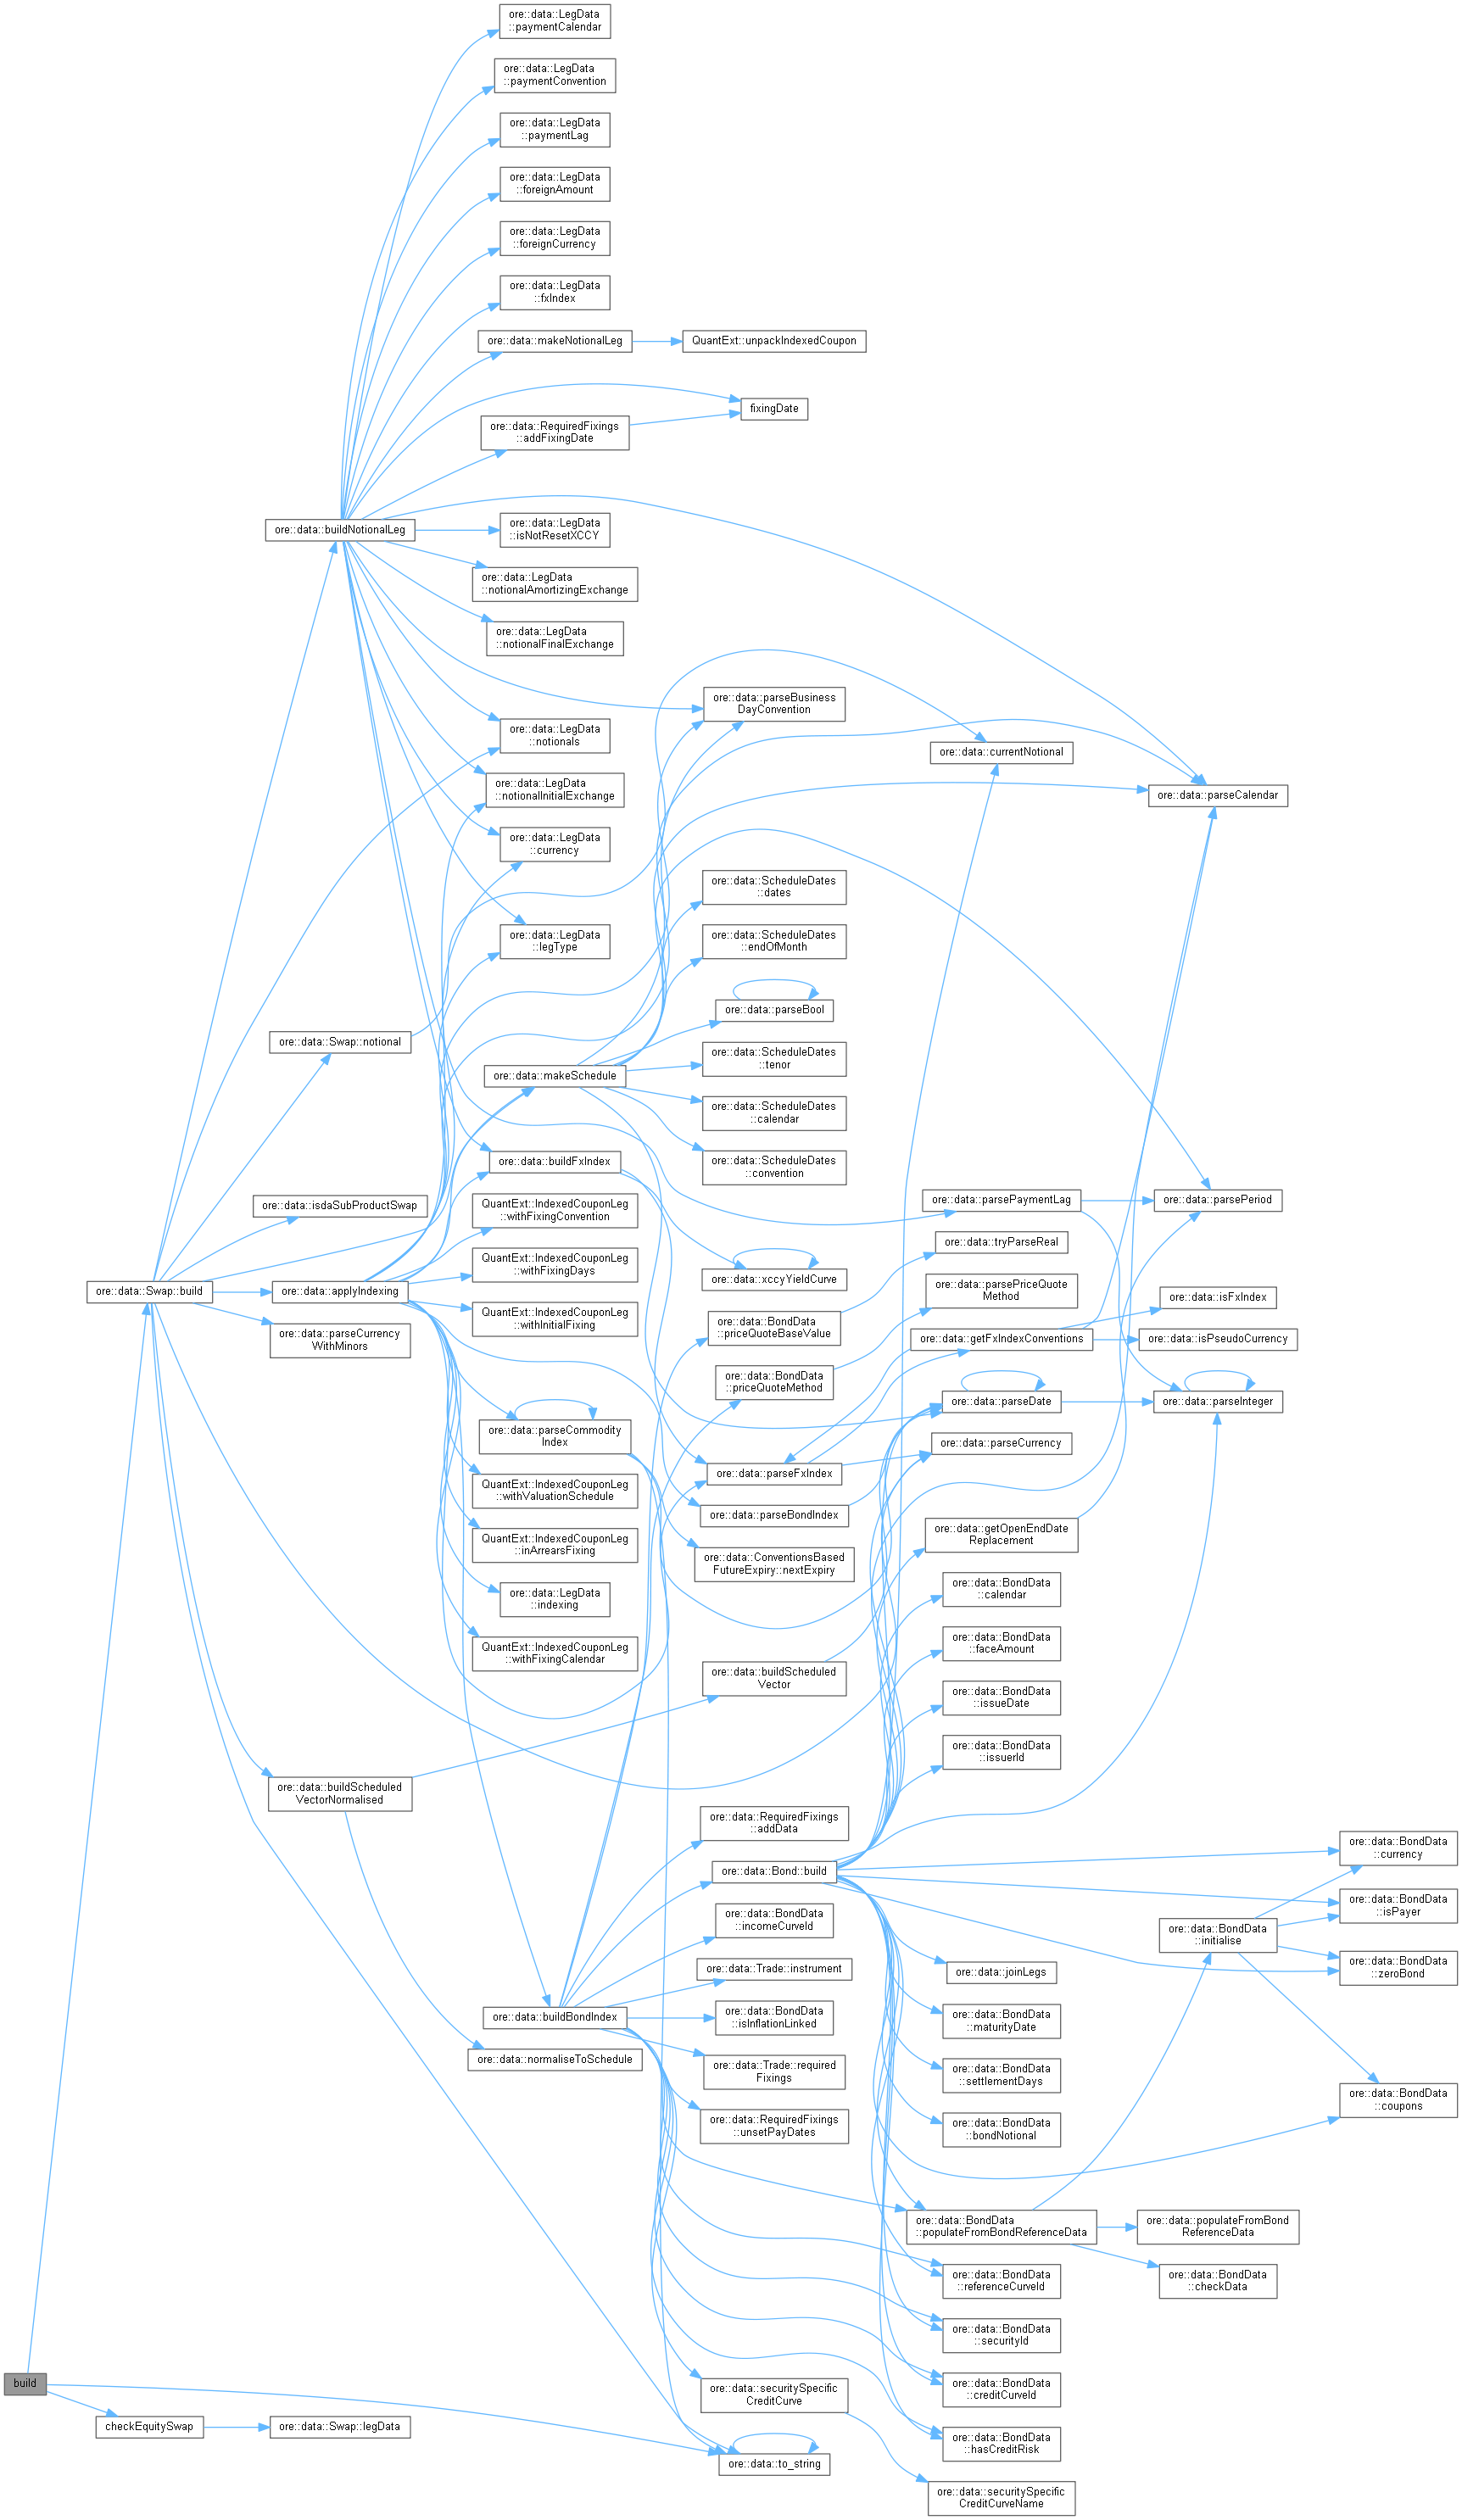 ore::data::LegData
::paymentCalendar
ore::data::LegData
::paymentConvention
ore::data::LegData
::paymentLag
ore::data::LegData
::foreignAmount
ore::data::LegData
::foreignCurrency
ore::data::LegData
::fxIndex
ore::data::makeNotionalLeg
QuantExt::unpackIndexedCoupon
fixingDate
ore::data::RequiredFixings
::addFixingDate
ore::data::buildNotionalLeg
ore::data::LegData
::isNotResetXCCY
ore::data::LegData
::notionalAmortizingExchange
ore::data::LegData
::notionalFinalExchange
ore::data::parseBusiness
DayConvention
ore::data::LegData
::notionals
ore::data::currentNotional
ore::data::LegData
::notionalInitialExchange
ore::data::parseCalendar
ore::data::LegData
::currency
ore::data::ScheduleDates
::dates
ore::data::LegData
::legType
ore::data::ScheduleDates
::endOfMonth
ore::data::parseBool
ore::data::Swap::notional
ore::data::ScheduleDates
::tenor
ore::data::makeSchedule
ore::data::ScheduleDates
::calendar
ore::data::buildFxIndex
ore::data::ScheduleDates
::convention
ore::data::isdaSubProductSwap
QuantExt::IndexedCouponLeg
::withFixingConvention
ore::data::parsePaymentLag
ore::data::parsePeriod
ore::data::tryParseReal
QuantExt::IndexedCouponLeg
::withFixingDays
ore::data::xccyYieldCurve
ore::data::Swap::build
ore::data::applyIndexing
ore::data::parsePriceQuote
Method
ore::data::isFxIndex
QuantExt::IndexedCouponLeg
::withInitialFixing
ore::data::BondData
::priceQuoteBaseValue
ore::data::parseCurrency
WithMinors
ore::data::getFxIndexConventions
ore::data::isPseudoCurrency
ore::data::BondData
::priceQuoteMethod
ore::data::parseDate
ore::data::parseInteger
ore::data::parseCommodity
Index
ore::data::parseCurrency
ore::data::parseFxIndex
QuantExt::IndexedCouponLeg
::withValuationSchedule
ore::data::parseBondIndex
ore::data::getOpenEndDate
Replacement
QuantExt::IndexedCouponLeg
::inArrearsFixing
ore::data::ConventionsBased
FutureExpiry::nextExpiry
ore::data::LegData
::indexing
ore::data::BondData
::calendar
QuantExt::IndexedCouponLeg
::withFixingCalendar
ore::data::BondData
::faceAmount
ore::data::buildScheduled
Vector
ore::data::BondData
::issueDate
ore::data::BondData
::issuerId
ore::data::buildScheduled
VectorNormalised
ore::data::RequiredFixings
::addData
ore::data::Bond::build
ore::data::BondData
::currency
ore::data::BondData
::isPayer
ore::data::BondData
::incomeCurveId
ore::data::BondData
::initialise
ore::data::BondData
::zeroBond
ore::data::Trade::instrument
ore::data::joinLegs
ore::data::buildBondIndex
ore::data::BondData
::isInflationLinked
ore::data::BondData
::maturityDate
ore::data::normaliseToSchedule
ore::data::Trade::required
Fixings
ore::data::BondData
::settlementDays
ore::data::BondData
::coupons
ore::data::RequiredFixings
::unsetPayDates
ore::data::BondData
::bondNotional
ore::data::BondData
::populateFromBondReferenceData
ore::data::populateFromBond
ReferenceData
ore::data::BondData
::referenceCurveId
ore::data::BondData
::checkData
ore::data::BondData
::securityId
build
ore::data::securitySpecific
CreditCurve
ore::data::BondData
::creditCurveId
checkEquitySwap
ore::data::Swap::legData
ore::data::BondData
::hasCreditRisk
ore::data::to_string
ore::data::securitySpecific
CreditCurveName